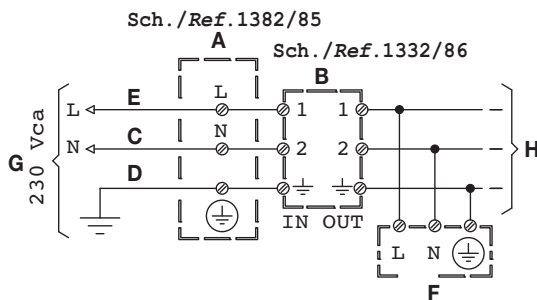 Sch./Ref.1382/85
A
Sch./Ref.1332/86
B
L E L 1 1
N C N 2 2
G 230 Vca H
D
IN OUT
L N
F